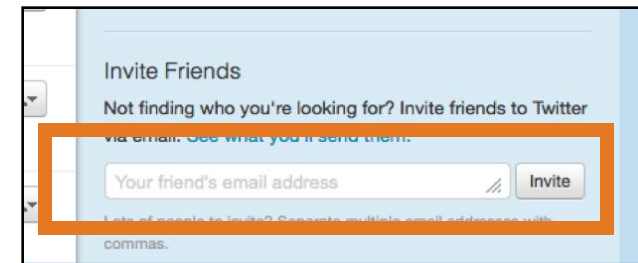 Invite Friends
Not finding who you're looking for? Invite friends to Twitter
via email. See what you'll send them.
Your friend's email address
Invite
Lots of people to invite? Separate multiple email addresses with
commas.